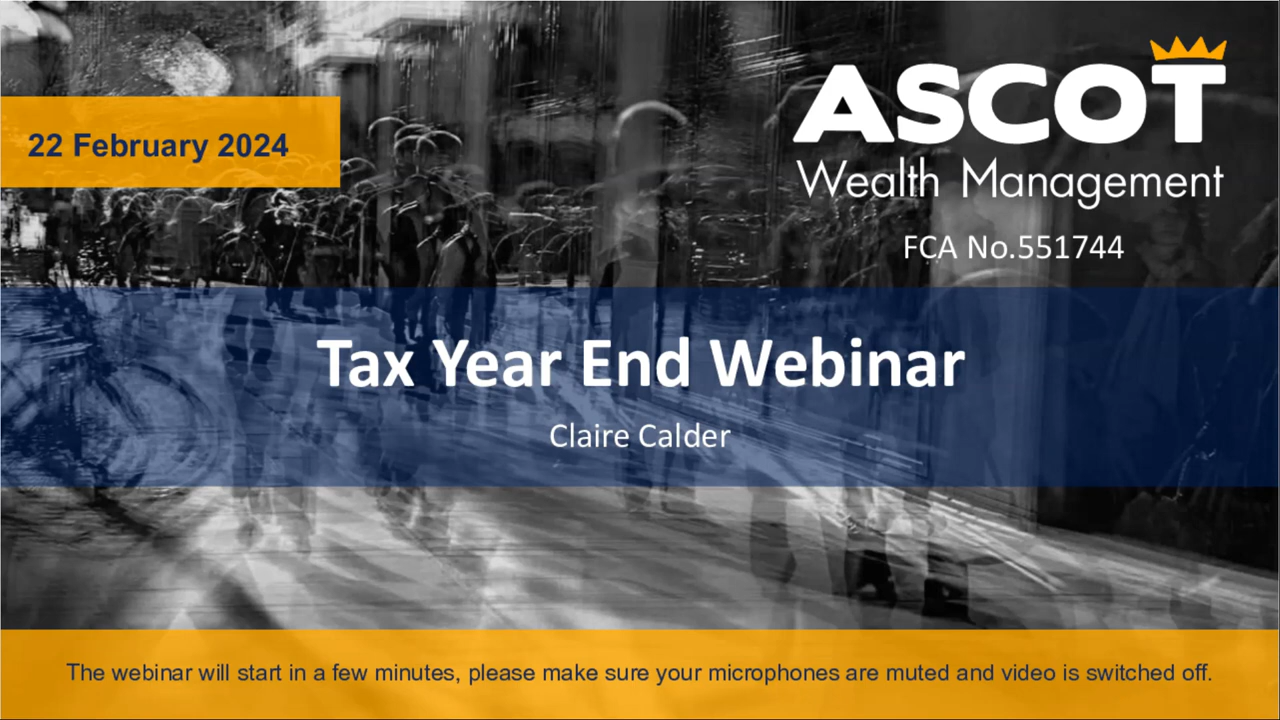 22 February 2024
ASCOT
Wealth Management
FCA No.551744
Tax Year End Webinar
Claire Calder
The webinar will start in a few minutes, please make sure your microphones are muted and video is switched off.